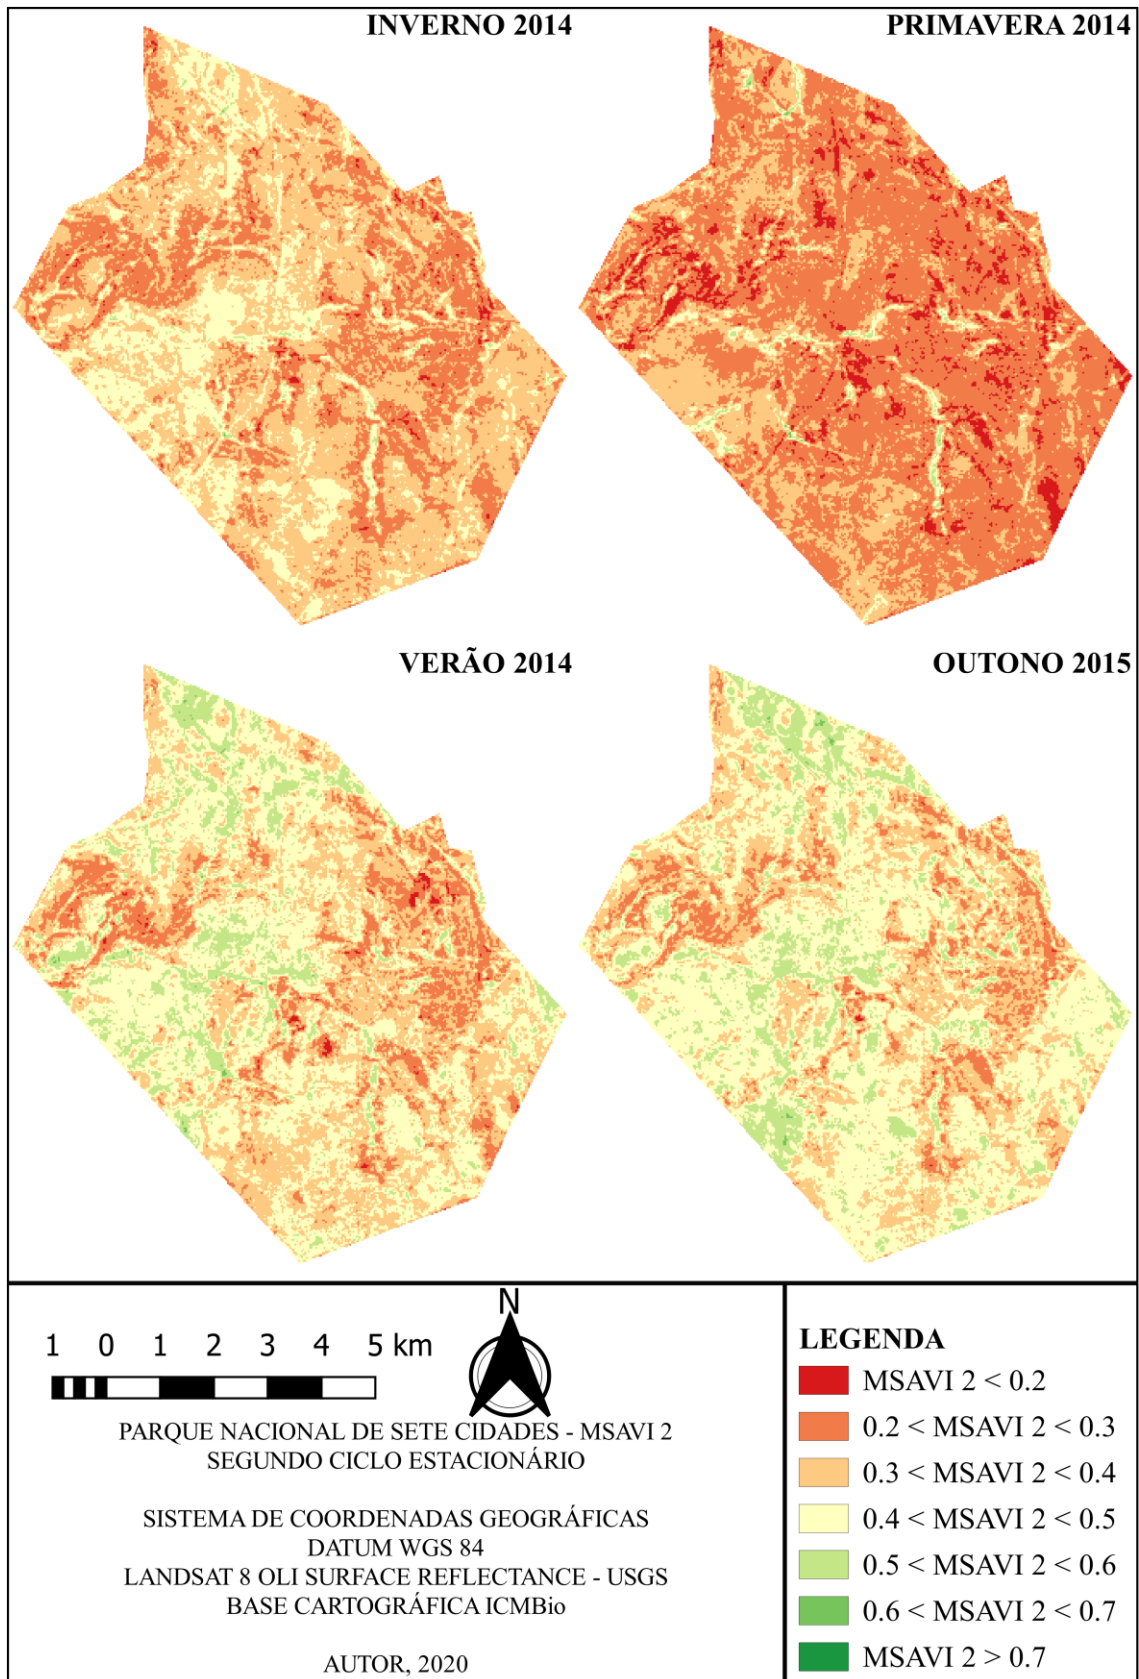 INVERNO 2014
PRIMAVERA 2014
VERÃO 2014
OUTONO 2015
1 0 1 2 3 4 5 km
N
PARQUE NACIONAL DE SETE CIDADES - MSAVI 2
SEGUNDO CICLO ESTACIONÁRIO
SISTEMA DE COORDENADAS GEOGRÁFICAS
DATUM WGS 84
LANDSAT 8 OLI SURFACE REFLECTANCE - USGS
BASE CARTOGRÁFICA ICMBio
AUTOR, 2020
LEGENDA
MSAVI 2 < 0.2
0.2 < MSAVI 2 < 0.3
0.3 < MSAVI 2 < 0.4
0.4 < MSAVI 2 < 0.5
0.5 < MSAVI 2 < 0.6
0.6 < MSAVI 2 < 0.7
MSAVI 2 > 0.7